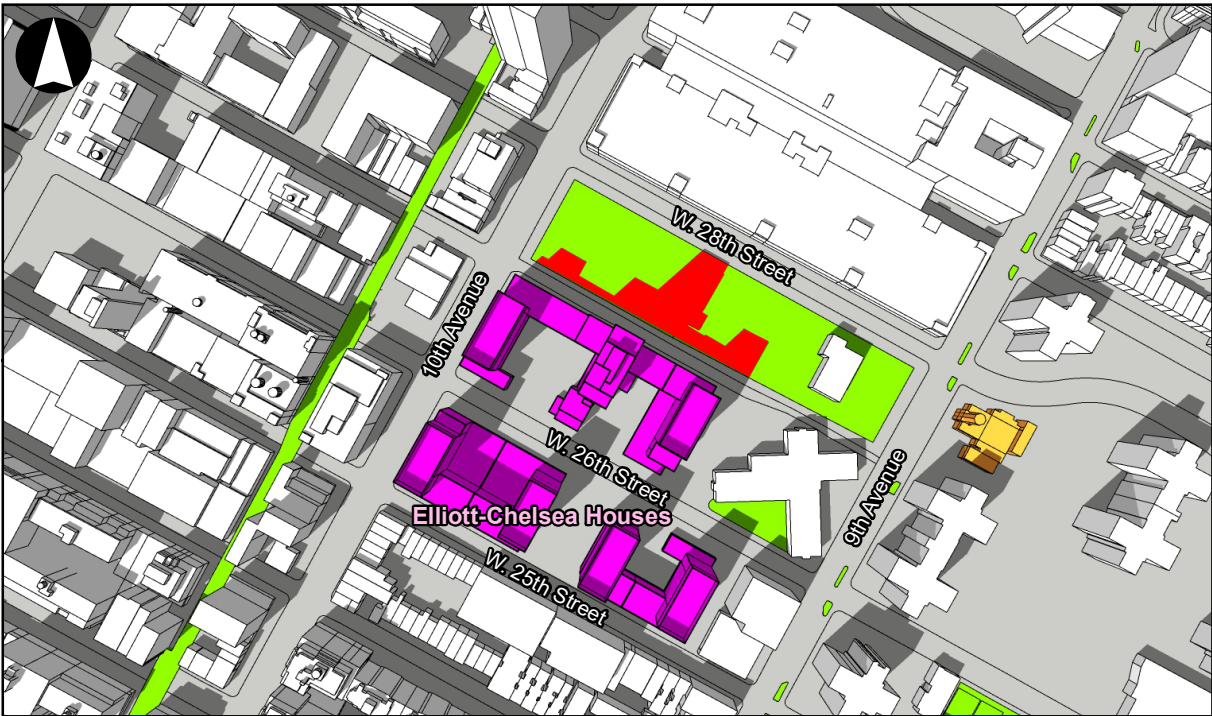 W. 28th Street
10th Avenue
W. 26th Street
9th Avenue
Elliott-Chelsea Houses
W. 25th Street